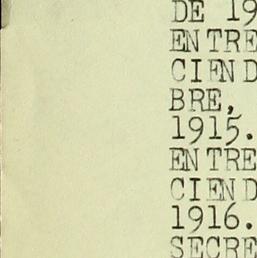 DE 19
ENTRE
CIEND
BRE,
1915.
ENTRE
CIEND
1916.
SECRE